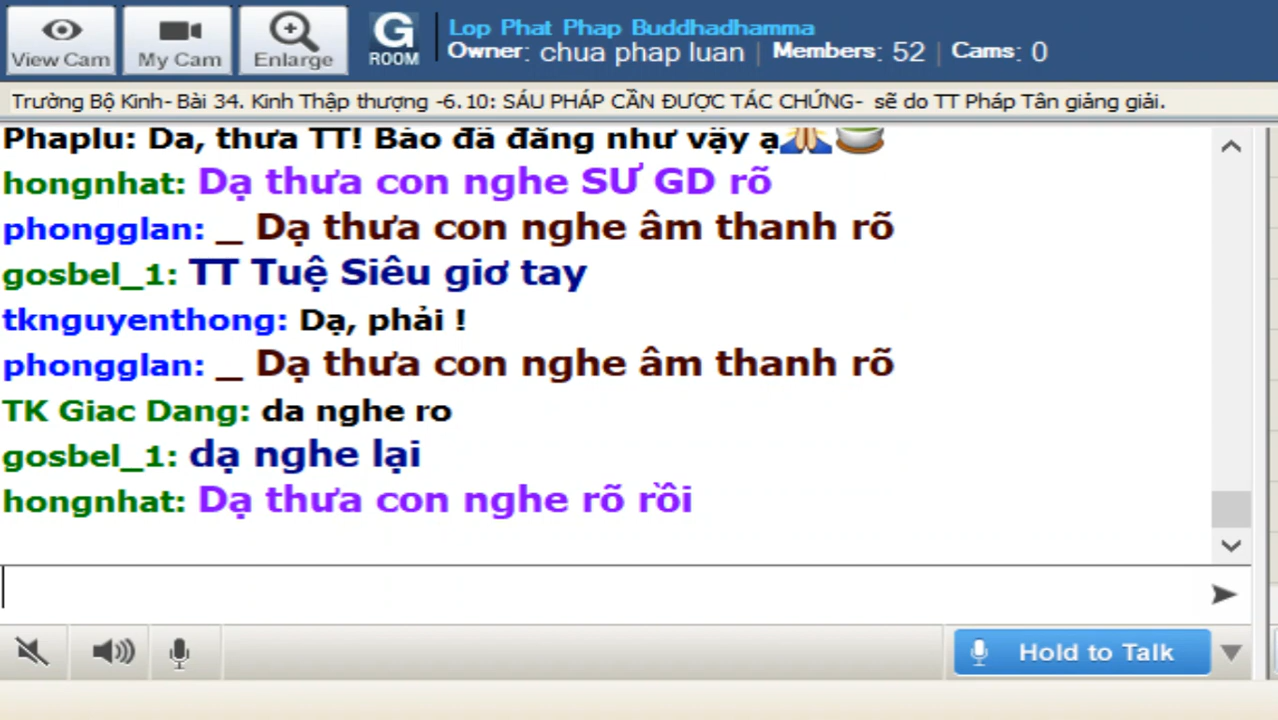 Lop Phat Phap Buddhadhamma
View Cam My Cam Enlarge G ROOM Owner: chua phap luan | Members: 52 | Cams: 0
Trường Bộ Kinh- Bài 34. Kinh Thập thượng -6.10: SÁU PHÁP CẦN ĐƯỢC TÁC CHỨNG- sẽ do TT Pháp Tân giảng giải.
Phaplu: Dạ, thưa TT! Báo đã đăng như vậy ạ🙏🍵
hongnhat: Dạ thưa con nghe SƯ GD rõ
phongglan: _ Dạ thưa con nghe âm thanh rõ
gosbel_1: TT Tuệ Siêu giơ tay
tknguyenthong: Dạ, phải !
phongglan: _ Dạ thưa con nghe âm thanh rõ
TK Giac Dang: da nghe ro
gosbel_1: dạ nghe lại
hongnhat: Dạ thưa con nghe rõ rồi
Hold to Talk